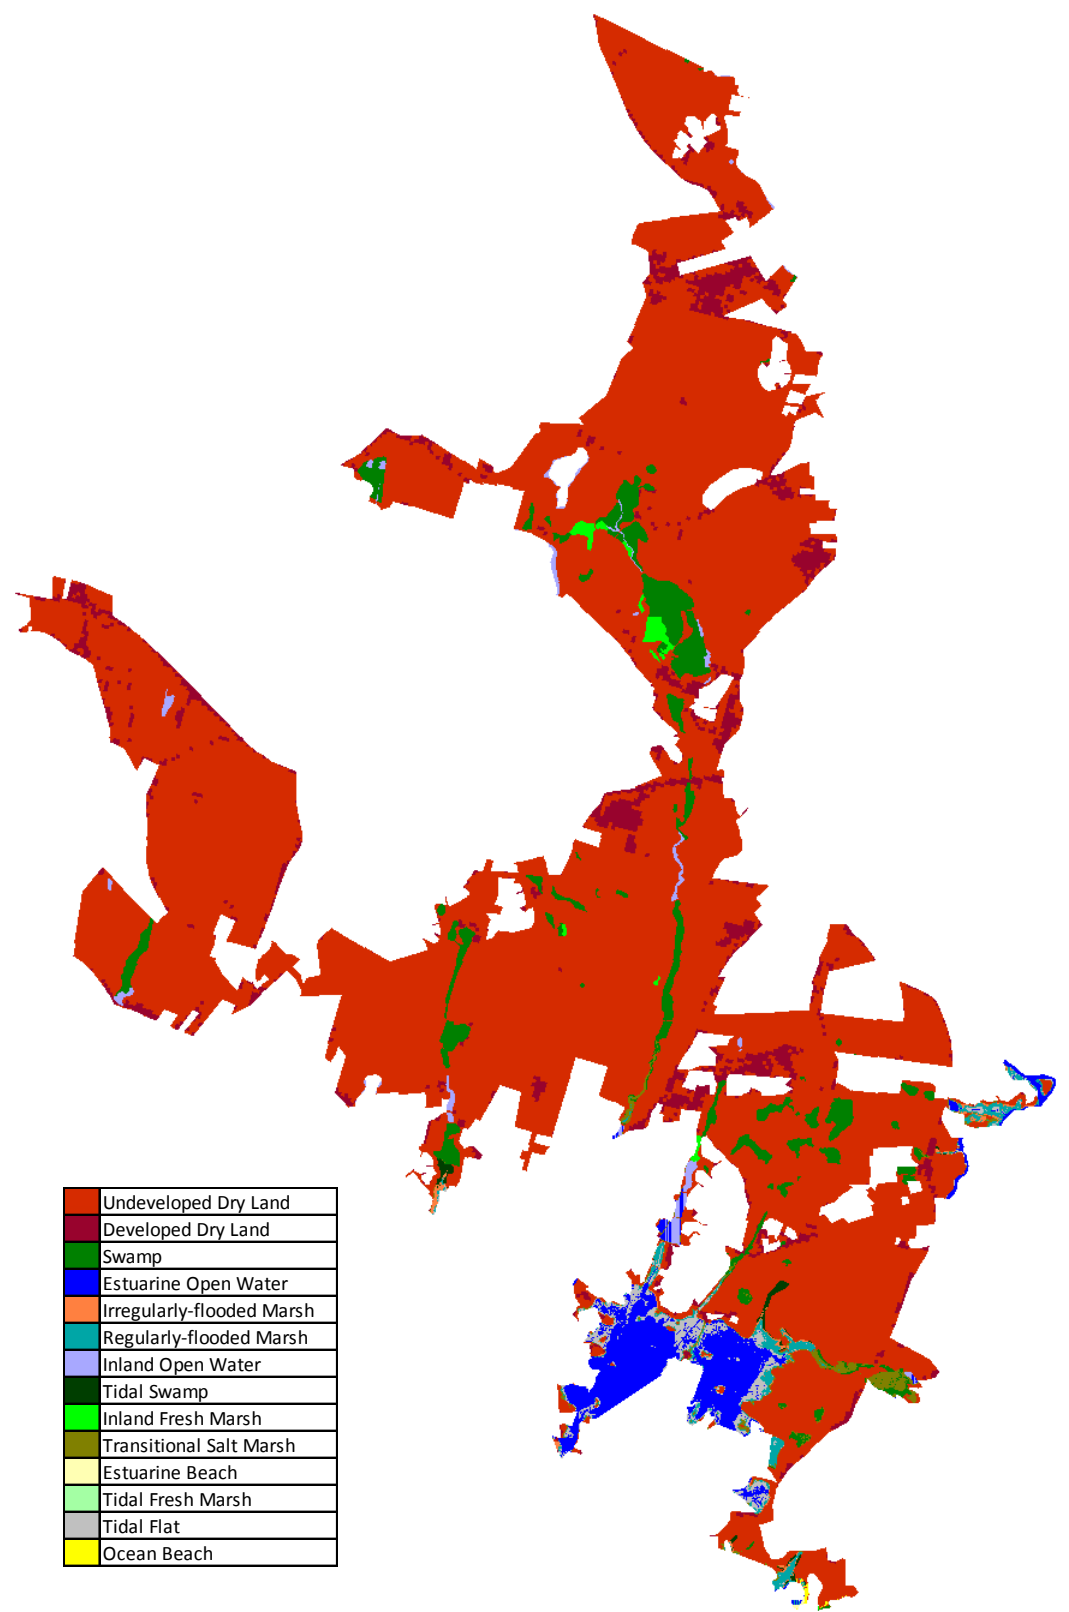 Undeveloped Dry Land
Developed Dry Land
Swamp
Estuarine Open Water
Irregularly-flooded Marsh
Regularly-flooded Marsh
Inland Open Water
Tidal Swamp
Inland Fresh Marsh
Transitional Salt Marsh
Estuarine Beach
Tidal Fresh Marsh
Tidal Flat
Ocean Beach